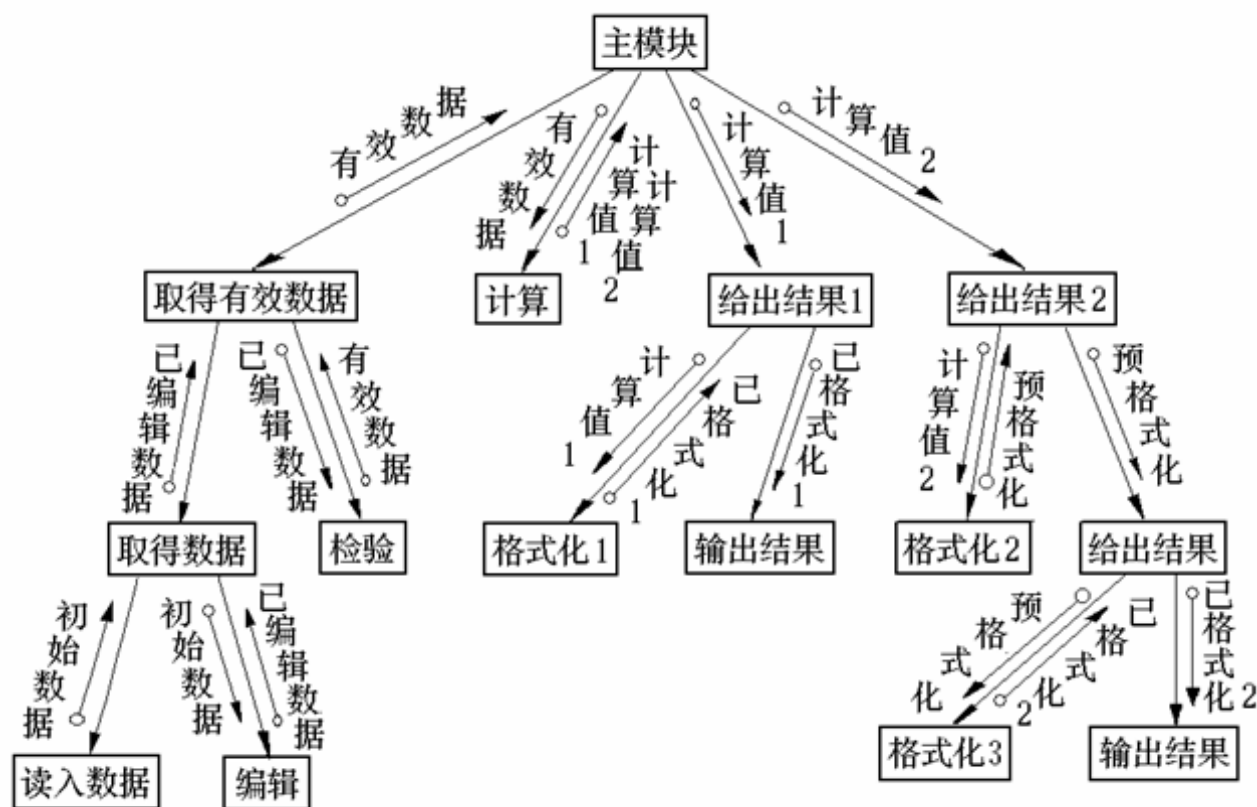 主模块
有效数据
有效数据
计算值1
计算值2
计算值1
计算值2
取得有效数据
计算
给出结果1
给出结果2
已编辑数据
已编辑数据
有效数据
计算值1
已格式化1
已格式化1
计算值2
预格式化
预格式化
取得数据
检验
格式化1
输出结果
格式化2
给出结果
初始数据
初始数据
已编辑数据
预格式化
已格式化2
已格式化2
读入数据
编辑
格式化3
输出结果